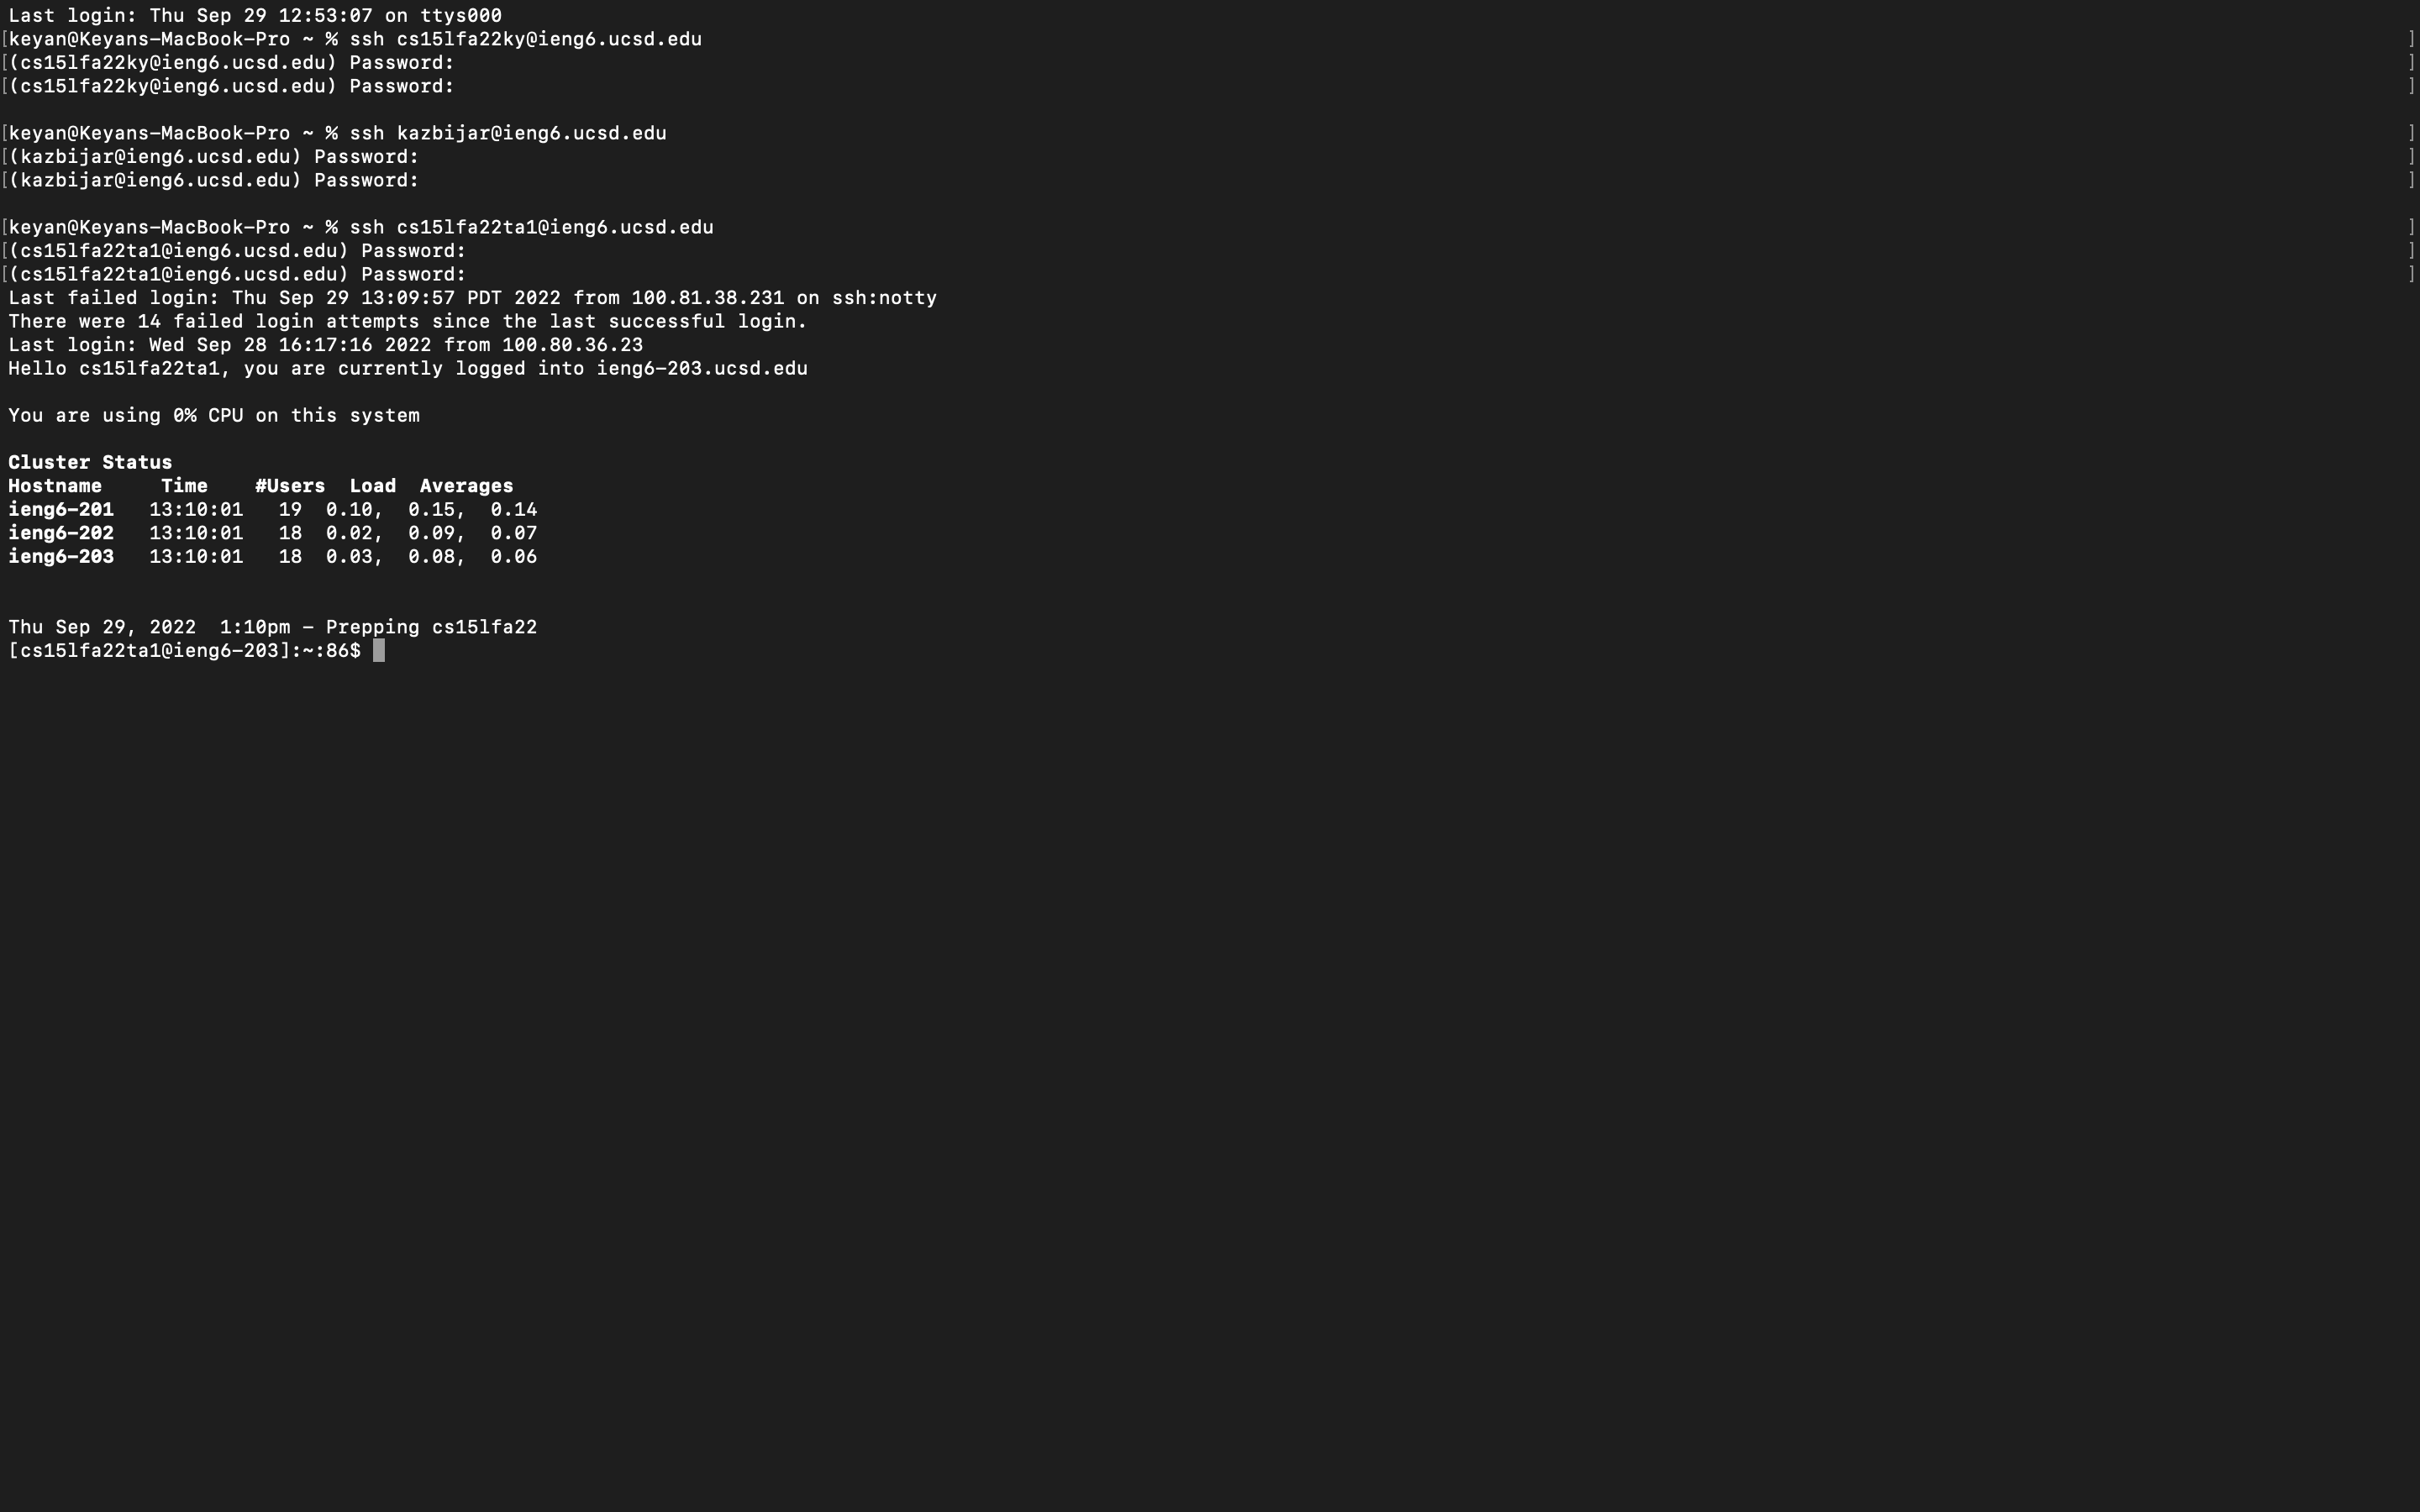 Last login: Thu Sep 29 12:53:07 on ttys000
[keyan@Keyans-MacBook-Pro ~ % ssh cs15lfa22ky@ieng6.ucsd.edu ]
[(cs15lfa22ky@ieng6.ucsd.edu) Password: ]
[(cs15lfa22ky@ieng6.ucsd.edu) Password: ]
[keyan@Keyans-MacBook-Pro ~ % ssh kazbijar@ieng6.ucsd.edu ]
[(kazbijar@ieng6.ucsd.edu) Password: ]
[(kazbijar@ieng6.ucsd.edu) Password: ]
[keyan@Keyans-MacBook-Pro ~ % ssh cs15lfa22ta1@ieng6.ucsd.edu ]
[(cs15lfa22ta1@ieng6.ucsd.edu) Password: ]
[(cs15lfa22ta1@ieng6.ucsd.edu) Password: ]
Last failed login: Thu Sep 29 13:09:57 PDT 2022 from 100.81.38.231 on ssh:notty
There were 14 failed login attempts since the last successful login.
Last login: Wed Sep 28 16:17:16 2022 from 100.80.36.23
Hello cs15lfa22ta1, you are currently logged into ieng6-203.ucsd.edu
You are using 0% CPU on this system
Cluster Status
Hostname     Time    #Users  Load  Averages
ieng6-201   13:10:01   19  0.10,  0.15,  0.14
ieng6-202   13:10:01   18  0.02,  0.09,  0.07
ieng6-203   13:10:01   18  0.03,  0.08,  0.06
Thu Sep 29, 2022  1:10pm - Prepping cs15lfa22
[cs15lfa22ta1@ieng6-203]:~:86$